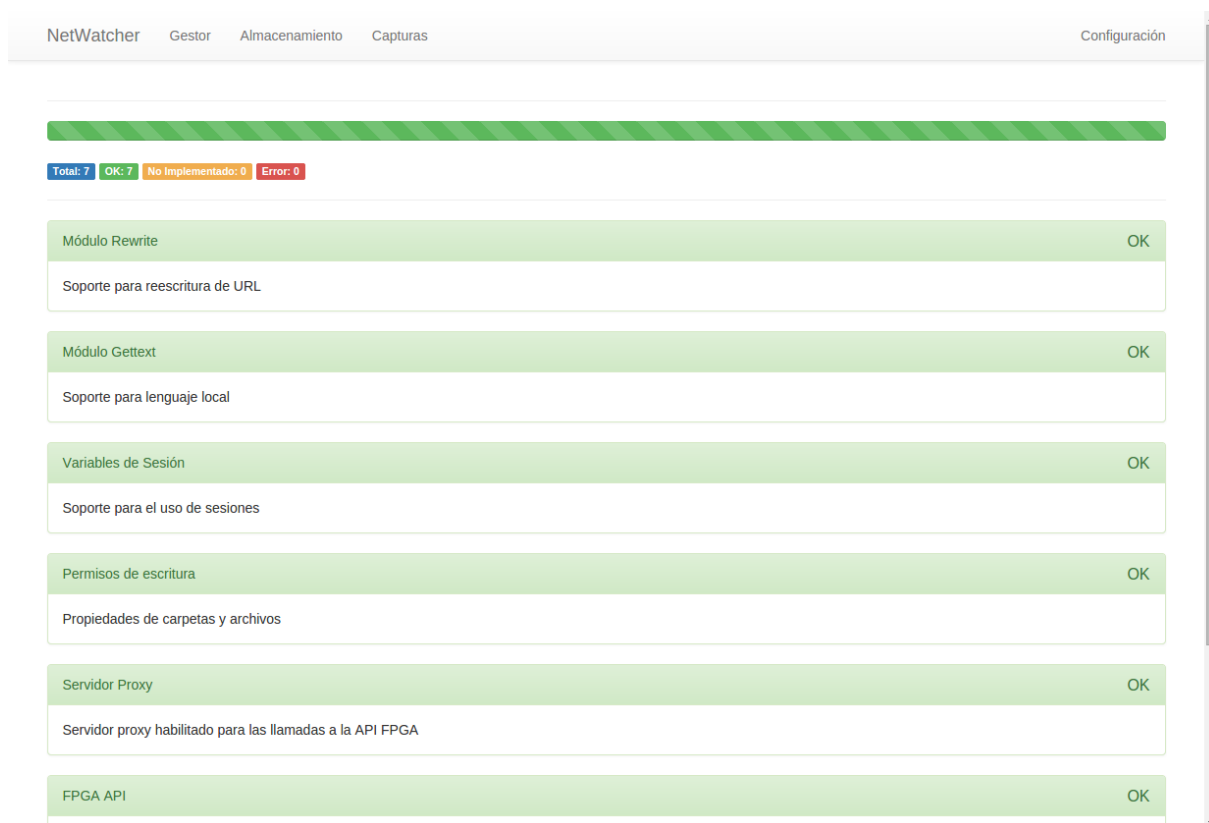 NetWatcher Gestor Almacenamiento Capturas Configuración
Total: 7 OK: 7 No Implementado: 0 Error: 0
Módulo Rewrite OK
Soporte para reescritura de URL
Módulo Gettext OK
Soporte para lenguaje local
Variables de Sesión OK
Soporte para el uso de sesiones
Permisos de escritura OK
Propiedades de carpetas y archivos
Servidor Proxy OK
Servidor proxy habilitado para las llamadas a la API FPGA
FPGA API OK